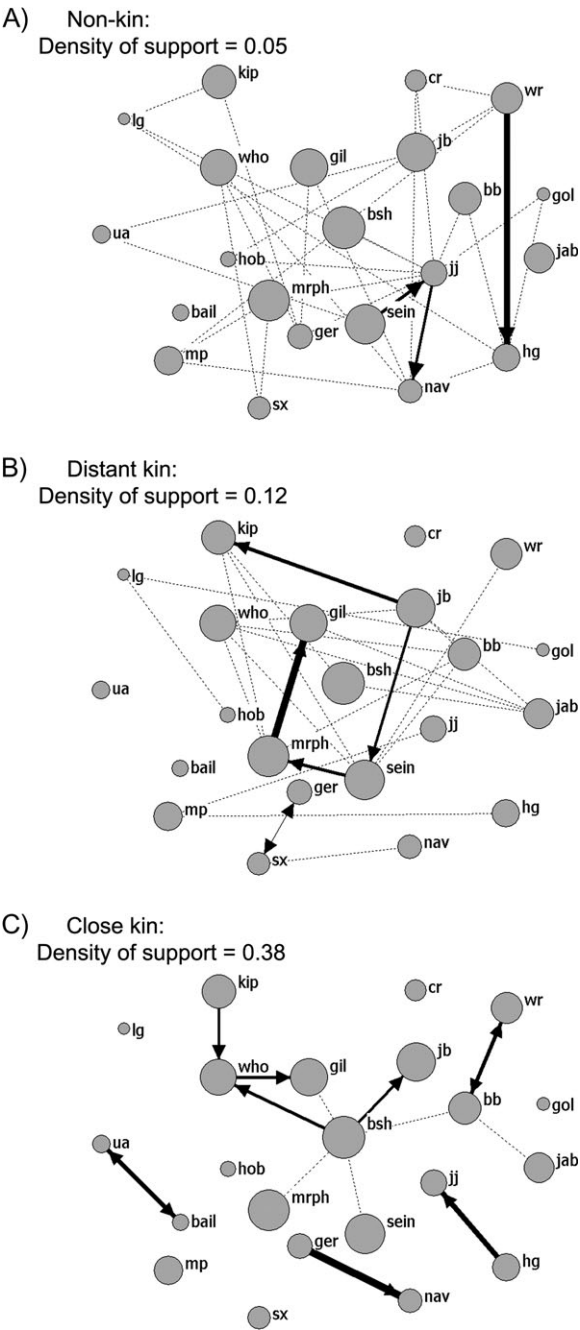 A) Non-kin:
Density of support = 0.05
kip
cr
wr
lg
jb
who
gil
bb
gol
bsh
ua
hob
jj
jab
mrph
bail
ger
sein
mp
hg
nav
sx
B) Distant kin:
Density of support = 0.12
kip
cr
wr
lg
jb
who
gil
bb
gol
bsh
ua
hob
jj
jab
mrph
bail
sein
ger
mp
hg
nav
sx
C) Close kin:
Density of support = 0.38
kip
cr
wr
lg
jb
who
gil
bb
gol
bsh
ua
hob
jj
jab
mrph
bail
sein
ger
mp
hg
nav
sx